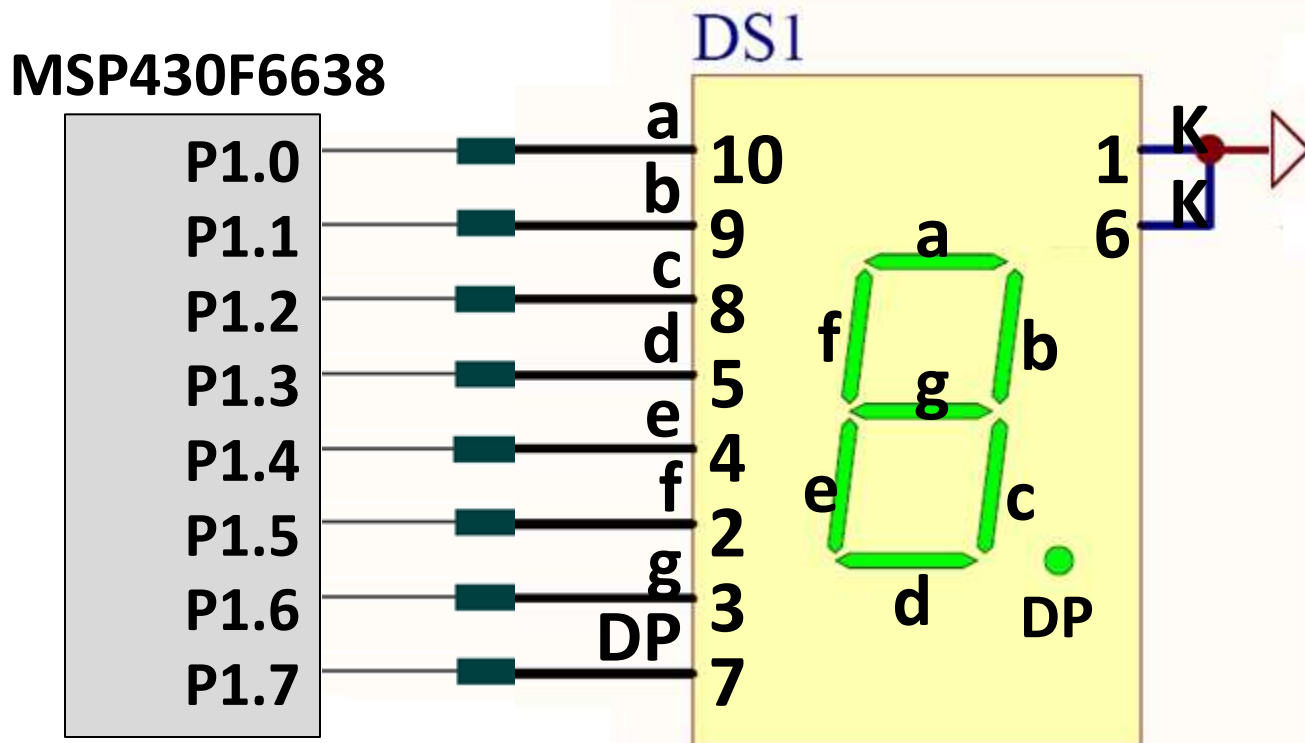 DS1
MSP430F6638
P1.0 a 10 1 K
P1.1 b 9 6 K
P1.2 c 8
P1.3 d 5
P1.4 e 4
P1.5 f 2
P1.6 g 3
P1.7 DP 7
a
f b
g
e c
d DP